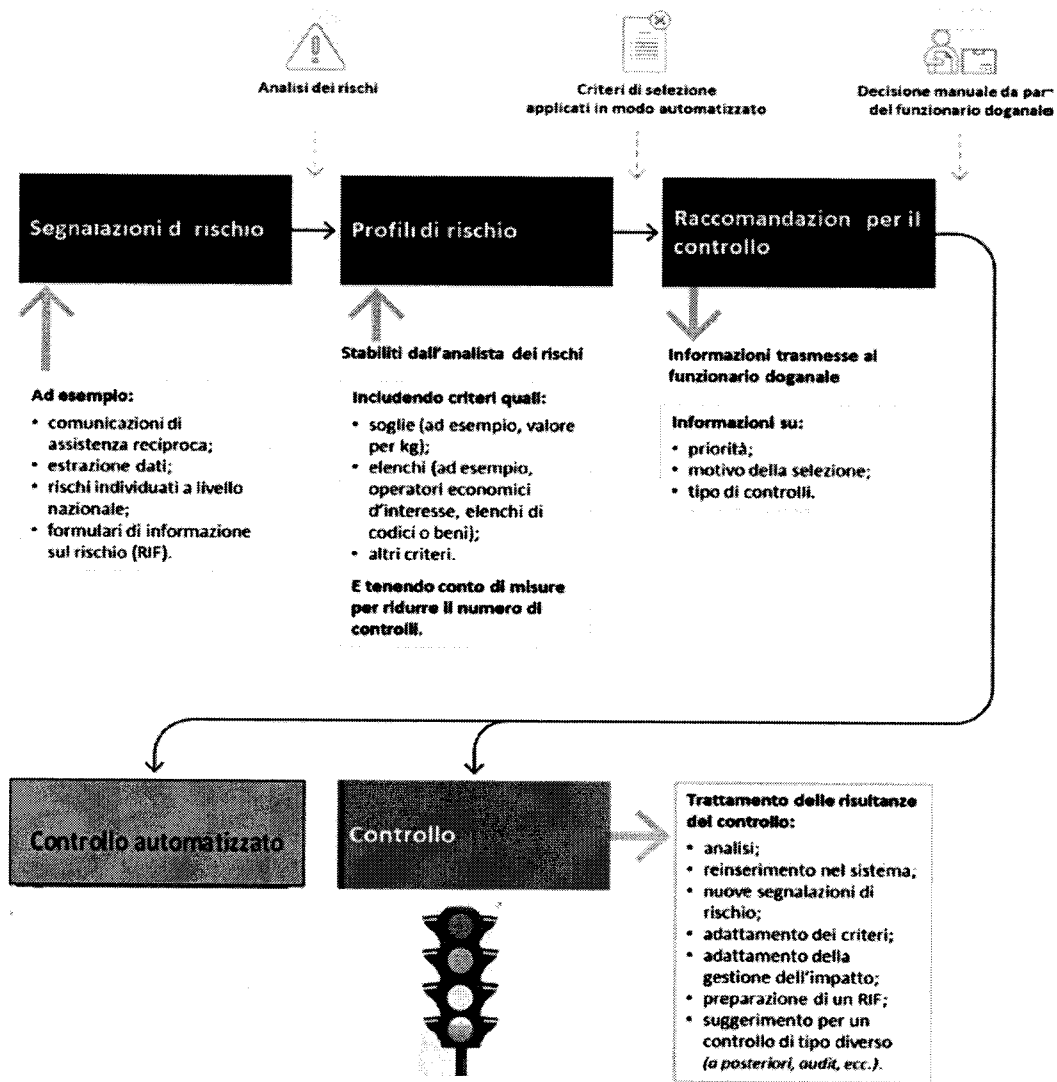 Analisi dei rischi
Criteri di selezione
applicati in modo automatizzato
Decisione manuale da par
del funzionario doganale
Segnalazioni d rischio
Profili di rischio
Raccomandazion per il
controllo
Ad esempio:
• comunicazioni di
assistenza reciproca;
• estrazione dati;
• rischi individuati a livello
nazionale;
• formulari di informazione
sul rischio (RIF).
Stabiliti dall'analista dei rischi
Includendo criteri quali:
• soglie (ad esempio, valore
per kg);
• elenchi (ad esempio,
operatori economici
d'interesse, elenchi di
codici o beni);
• altri criteri.
E tenendo conto di misure
per ridurre il numero di
controlli.
Informazioni trasmesse al
funzionario doganale
Informazioni su:
• priorità;
• motivo della selezione;
• tipo di controlli.
Controllo automatizzato
Controllo
Trattamento delle risultanze
del controllo:
• analisi;
• reinserimento nel sistema;
• nuove segnalazioni di
rischio;
• adattamento dei criteri;
• adattamento della
gestione dell'impatto;
• preparazione di un RIF;
• suggerimento per un
controllo di tipo diverso
(a posteriori, audit, ecc.).